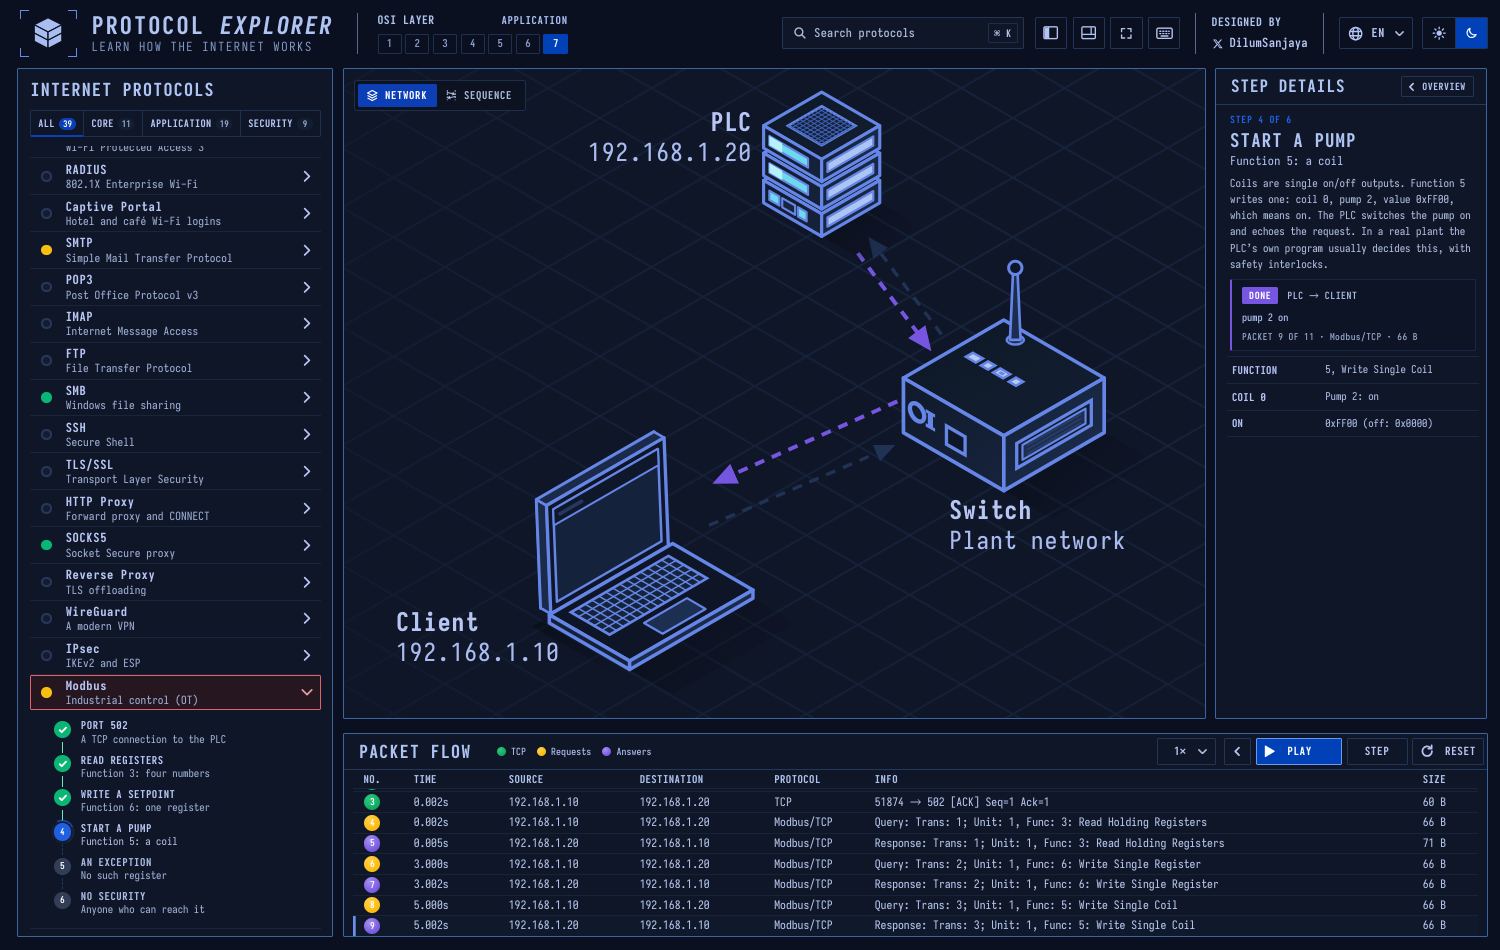 PROTOCOL EXPLORER
LEARN HOW THE INTERNET WORKS
OSI LAYER APPLICATION
1 2 3 4 5 6 7
Search protocols ⌘ K
DESIGNED BY
X DilumSanjaya
EN
INTERNET PROTOCOLS
ALL 39 CORE 11 APPLICATION 19 SECURITY 9
Wi-Fi Protected Access 3
RADIUS
802.1X Enterprise Wi-Fi
Captive Portal
Hotel and café Wi-Fi logins
SMTP
Simple Mail Transfer Protocol
POP3
Post Office Protocol v3
IMAP
Internet Message Access
FTP
File Transfer Protocol
SMB
Windows file sharing
SSH
Secure Shell
TLS/SSL
Transport Layer Security
HTTP Proxy
Forward proxy and CONNECT
SOCKS5
Socket Secure proxy
Reverse Proxy
TLS offloading
WireGuard
A modern VPN
IPsec
IKEv2 and ESP
Modbus
Industrial control (OT)
PORT 502
A TCP connection to the PLC
READ REGISTERS
Function 3: four numbers
WRITE A SETPOINT
Function 6: one register
4 START A PUMP
Function 5: a coil
5 AN EXCEPTION
No such register
6 NO SECURITY
Anyone who can reach it
NETWORK SEQUENCE
PLC
192.168.1.20
Switch
Plant network
Client
192.168.1.10
STEP DETAILS OVERVIEW
STEP 4 OF 6
START A PUMP
Function 5: a coil
Coils are single on/off outputs. Function 5
writes one: coil 0, pump 2, value 0xFF00,
which means on. The PLC switches the pump on
and echoes the request. In a real plant the
PLC's own program usually decides this, with
safety interlocks.
DONE PLC → CLIENT
pump 2 on
PACKET 9 OF 11 · Modbus/TCP · 66 B
FUNCTION 5, Write Single Coil
COIL 0 Pump 2: on
ON 0xFF00 (off: 0x0000)
PACKET FLOW TCP Requests Answers 1× PLAY STEP RESET
NO. TIME SOURCE DESTINATION PROTOCOL INFO SIZE
3 0.002s 192.168.1.10 192.168.1.20 TCP 51874 → 502 [ACK] Seq=1 Ack=1 60 B
4 0.002s 192.168.1.10 192.168.1.20 Modbus/TCP Query: Trans: 1; Unit: 1, Func: 3: Read Holding Registers 66 B
5 0.005s 192.168.1.20 192.168.1.10 Modbus/TCP Response: Trans: 1; Unit: 1, Func: 3: Read Holding Registers 71 B
6 3.000s 192.168.1.10 192.168.1.20 Modbus/TCP Query: Trans: 2; Unit: 1, Func: 6: Write Single Register 66 B
7 3.002s 192.168.1.20 192.168.1.10 Modbus/TCP Response: Trans: 2; Unit: 1, Func: 6: Write Single Register 66 B
8 5.000s 192.168.1.10 192.168.1.20 Modbus/TCP Query: Trans: 3; Unit: 1, Func: 5: Write Single Coil 66 B
9 5.002s 192.168.1.20 192.168.1.10 Modbus/TCP Response: Trans: 3; Unit: 1, Func: 5: Write Single Coil 66 B